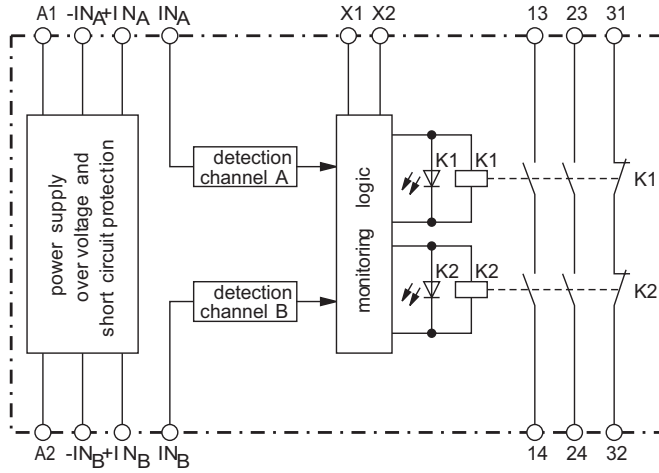 A1 -INA +INA INA X1 X2 13 23 31
power supply
over voltage and
short circuit protection
detection
channel A
monitoring logic
K1 K1 K1
detection
channel B
K2 K2 K2
A2 -INB +INB INB 14 24 32